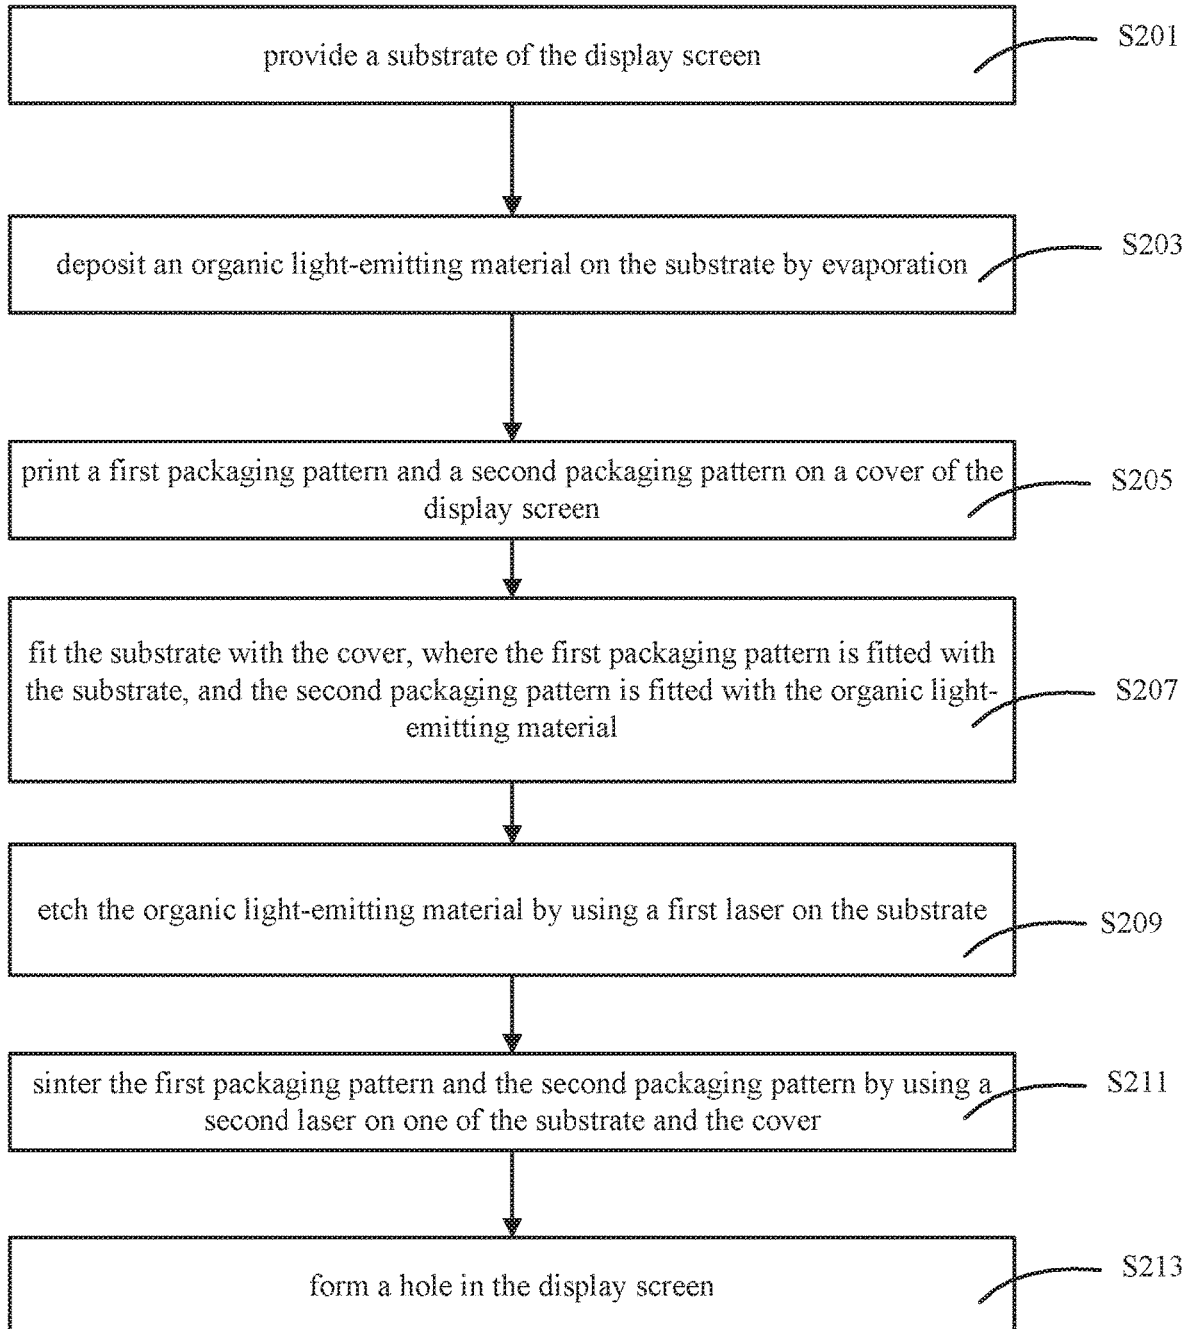 provide a substrate of the display screen
S201
deposit an organic light-emitting material on the substrate by evaporation
S203
print a first packaging pattern and a second packaging pattern on a cover of the
display screen
S205
fit the substrate with the cover, where the first packaging pattern is fitted with
the substrate, and the second packaging pattern is fitted with the organic light-
emitting material
S207
etch the organic light-emitting material by using a first laser on the substrate
S209
sinter the first packaging pattern and the second packaging pattern by using a
second laser on one of the substrate and the cover
S211
form a hole in the display screen
S213